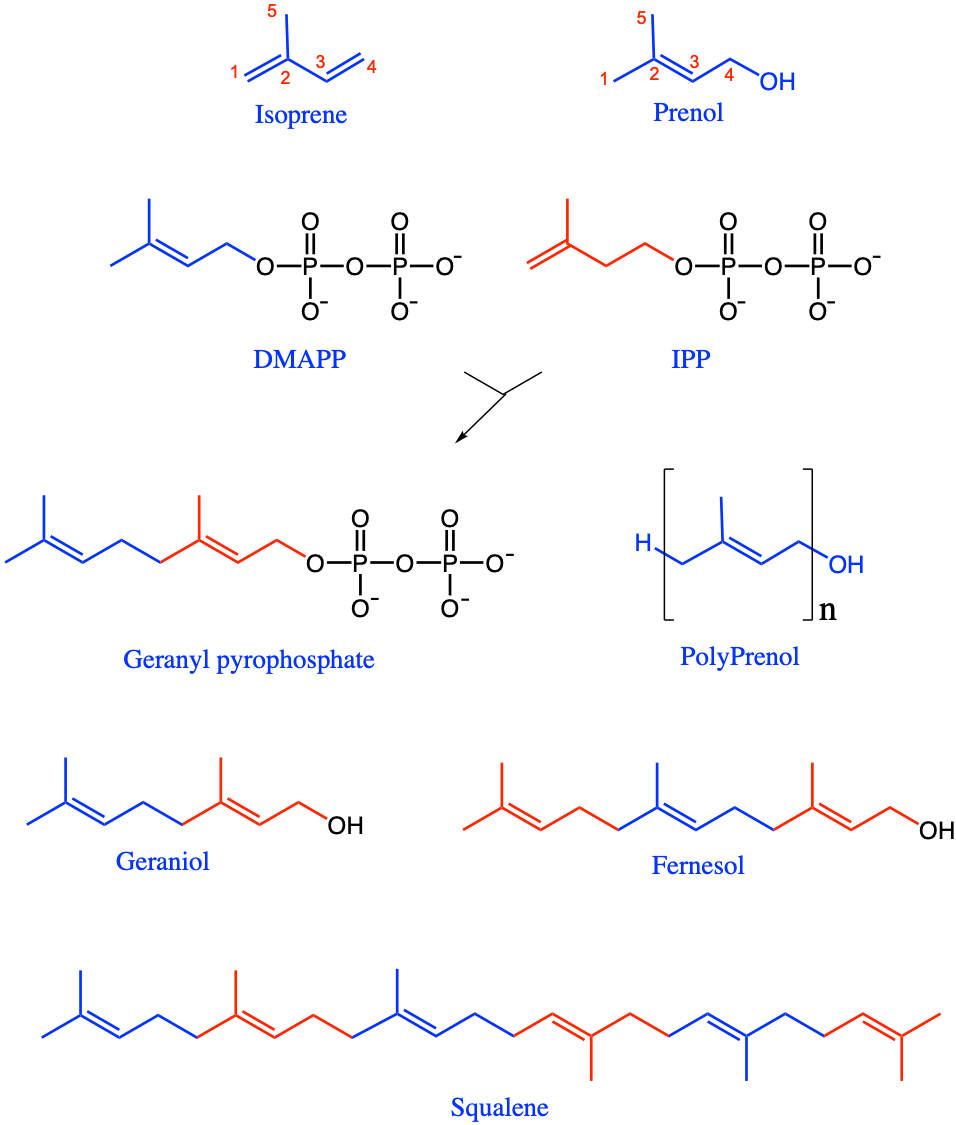 5 5
1 2 3 4 1 2 3 4 OH
Isoprene Prenol
O O O O
O P O P O⁻ O P O P O⁻
O⁻ O⁻ O⁻ O⁻
DMAPP IPP
O O
O P O P O⁻ H OH
O⁻ O⁻ n
Geranyl pyrophosphate PolyPrenol
OH OH
Geraniol Fernesol
Squalene